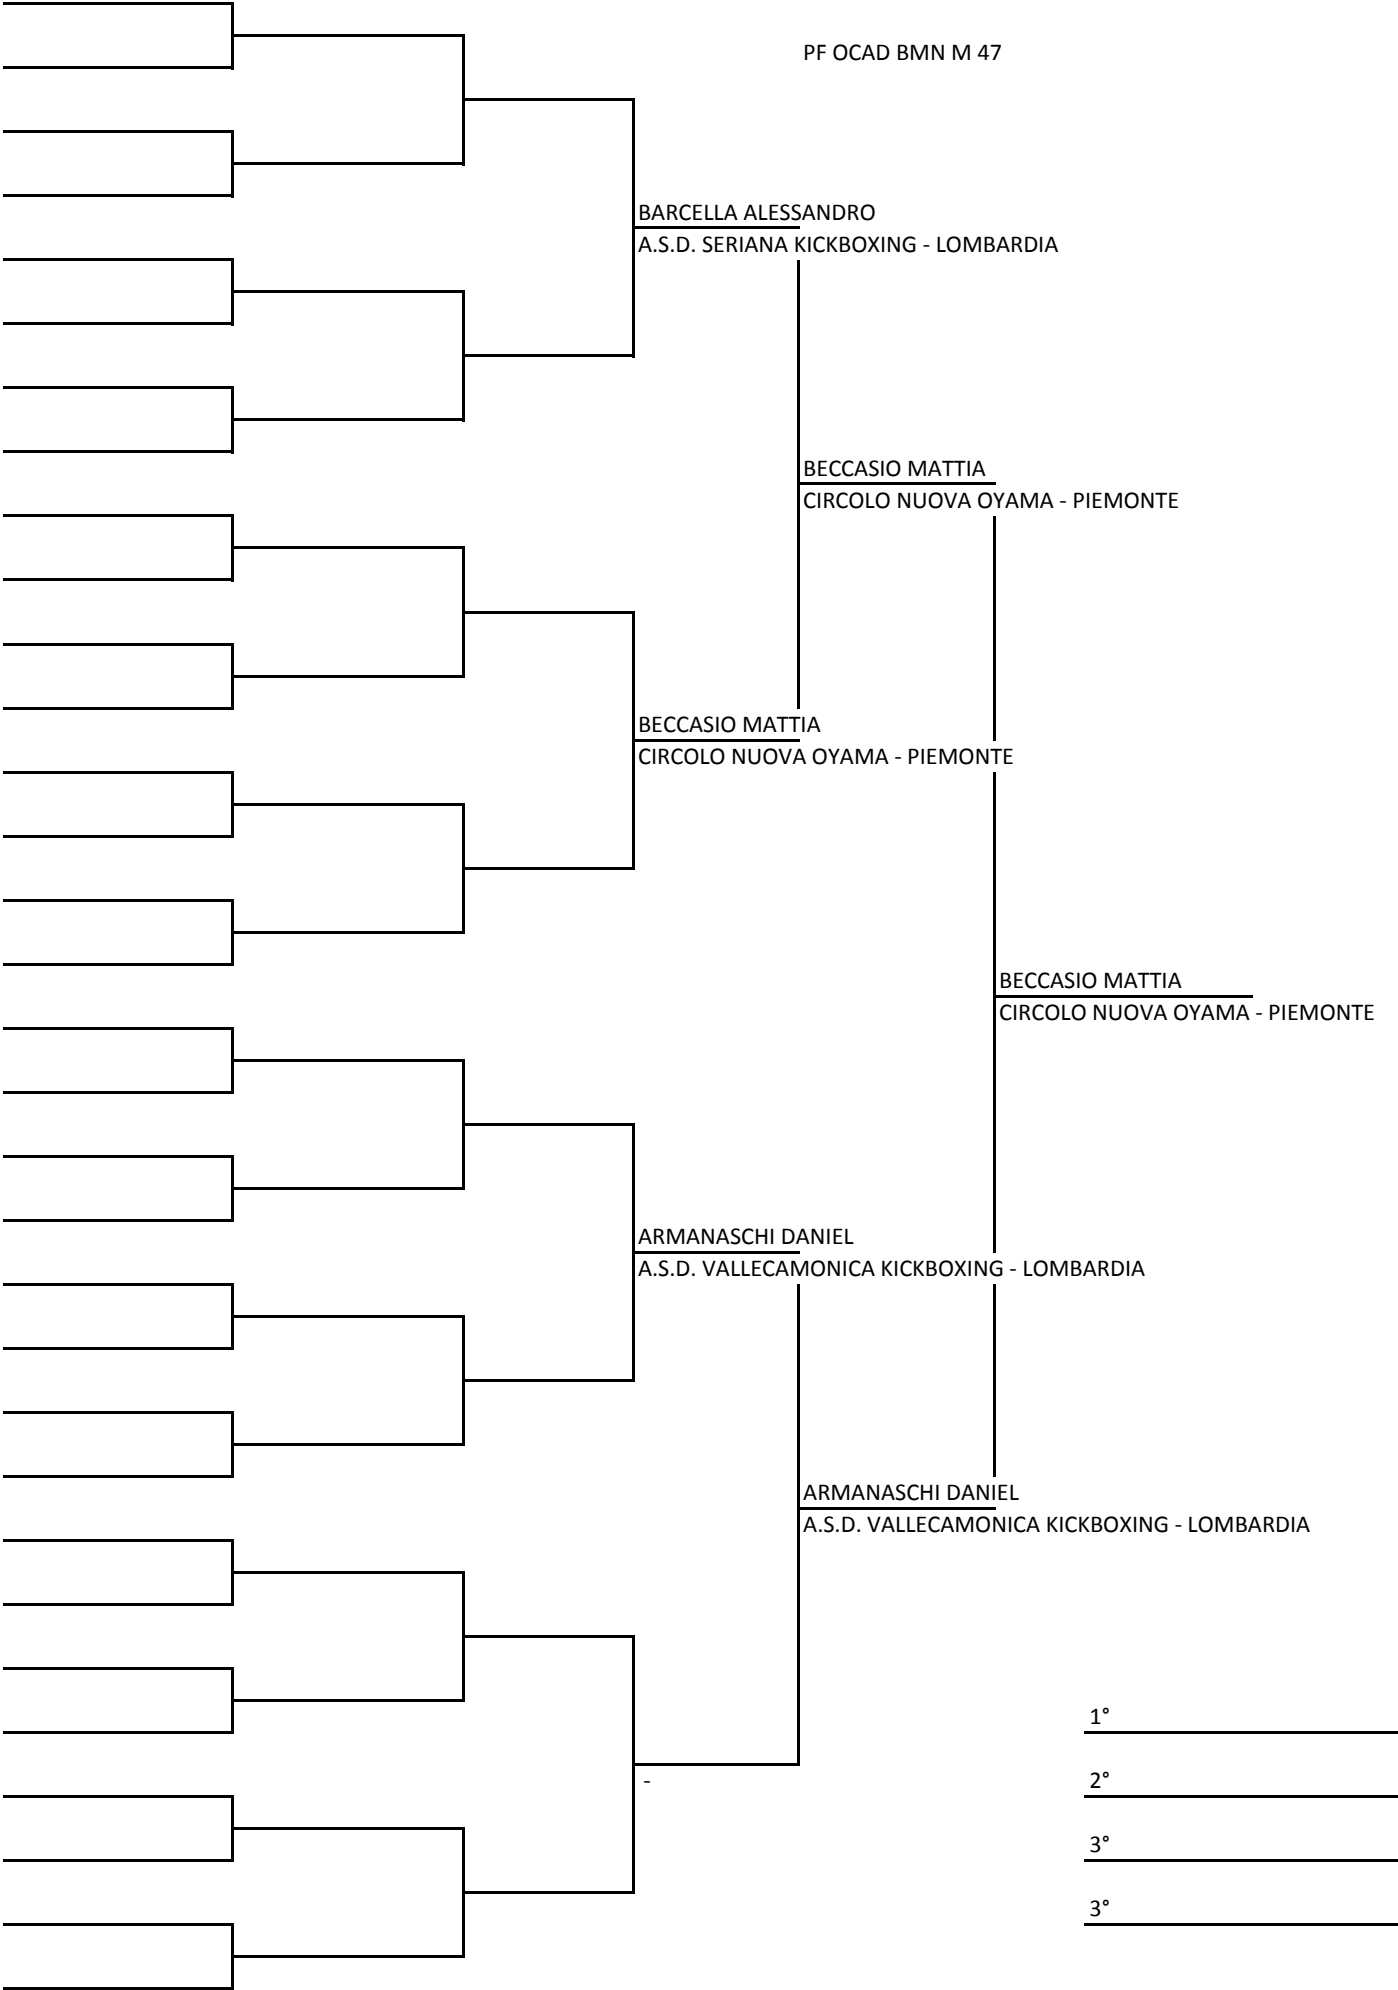 PF OCAD BMN M 47
BARCELLA ALESSANDRO
A.S.D. SERIANA KICKBOXING - LOMBARDIA
BECCASIO MATTIA
CIRCOLO NUOVA OYAMA - PIEMONTE
BECCASIO MATTIA
CIRCOLO NUOVA OYAMA - PIEMONTE
BECCASIO MATTIA
CIRCOLO NUOVA OYAMA - PIEMONTE
ARMANASCHI DANIEL
A.S.D. VALLECAMONICA KICKBOXING - LOMBARDIA
ARMANASCHI DANIEL
A.S.D. VALLECAMONICA KICKBOXING - LOMBARDIA
1°
-
2°
3°
3°